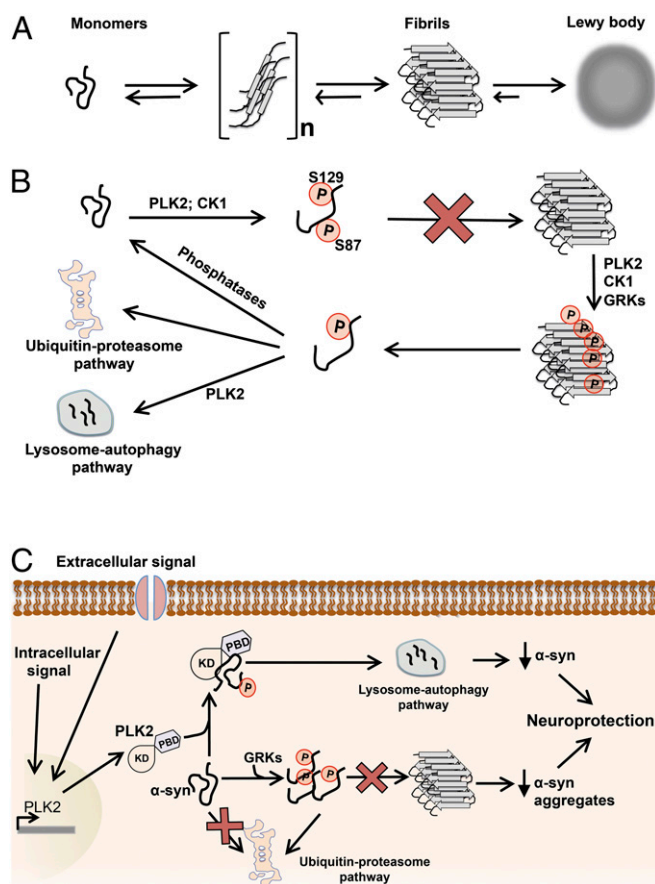 A
Monomers
Fibrils
Lewy body
n
B
PLK2; CK1
S129
P
P
S87
PLK2
CK1
GRKs
Phosphatases
P
P
P
P
P
P
P
Ubiquitin-proteasome
pathway
PLK2
Lysosome-autophagy
pathway
C
Extracellular signal
Intracellular
signal
KD
PBD
P
Lysosome-autophagy
pathway
α-syn
Neuroprotection
PLK2
KD
PBD
GRKs
P
P
P
α-syn
α-syn
aggregates
PLK2
Ubiquitin-proteasome
pathway